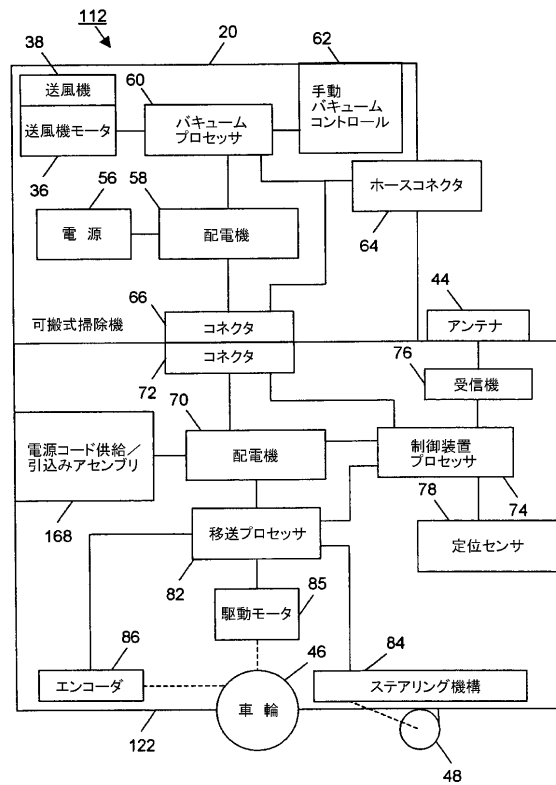 112
38
20
62
送風機
60
手動
バキューム
コントロール
送風機モータ
バキューム
プロセッサ
36
56
58
ホースコネクタ
電 源
配電機
64
66
44
可搬式掃除機
コネクタ
アンテナ
コネクタ
76
72
受信機
70
電源コード供給/
引込みアセンブリ
配電機
制御装置
プロセッサ
78
74
168
移送プロセッサ
定位センサ
82
85
駆動モータ
86
46
84
エンコーダ
ステアリング機構
車 輪
122
48